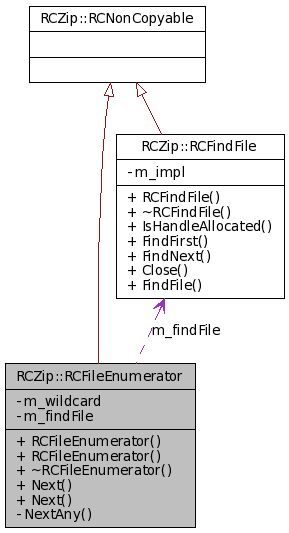 RCZip::RCNonCopyable
RCZip::RCFindFile
- m_impl
+ RCFindFile()
+ ~RCFindFile()
+ IsHandleAllocated()
+ FindFirst()
+ FindNext()
+ Close()
+ FindFile()
m_findFile
RCZip::RCFileEnumerator
- m_wildcard
- m_findFile
+ RCFileEnumerator()
+ RCFileEnumerator()
+ ~RCFileEnumerator()
+ Next()
+ Next()
- NextAny()